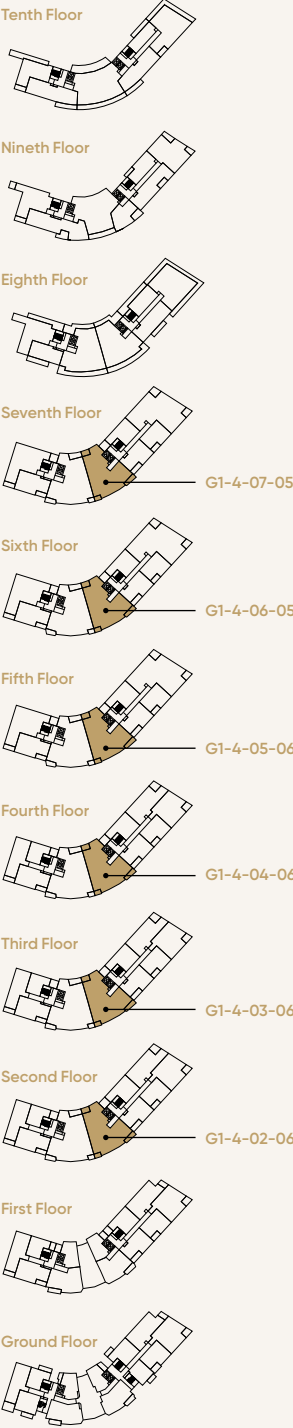 Tenth Floor
Nineth Floor
Eighth Floor
Seventh Floor
G1-4-07-05
Sixth Floor
G1-4-06-05
Fifth Floor
G1-4-05-06
Fourth Floor
G1-4-04-06
Third Floor
G1-4-03-06
Second Floor
G1-4-02-06
First Floor
Ground Floor